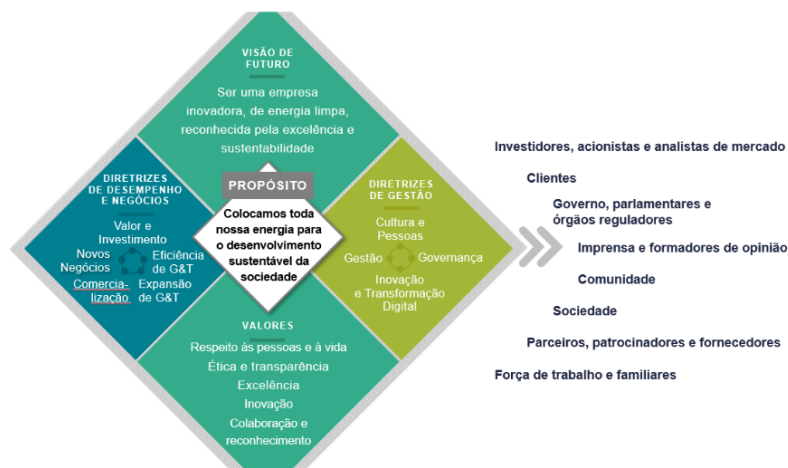 VISÃO DE
FUTURO
Ser uma empresa
inovadora, de energia limpa,
reconhecida pela excelência e
sustentabilidade
DIRETRIZES
DE DESEMPENHO
E NEGÓCIOS
Valor e
Investimento
Novos
Negócios
Eficiência
de G&T
Comercia-
lização
Expansão
de G&T
PROPÓSITO
Colocamos toda
nossa energia para
o desenvolvimento
sustentável da
sociedade
DIRETRIZES
DE GESTÃO
Cultura e
Pessoas
Gestão
Governança
Inovação
e Transformação
Digital
VALORES
Respeito às pessoas e à vida
Ética e transparência
Excelência
Inovação
Colaboração e
reconhecimento
Investidores, acionistas e analistas de mercado
Clientes
Governo, parlamentares e
órgãos reguladores
Imprensa e formadores de opinião
Comunidade
Sociedade
Parceiros, patrocinadores e fornecedores
Força de trabalho e familiares